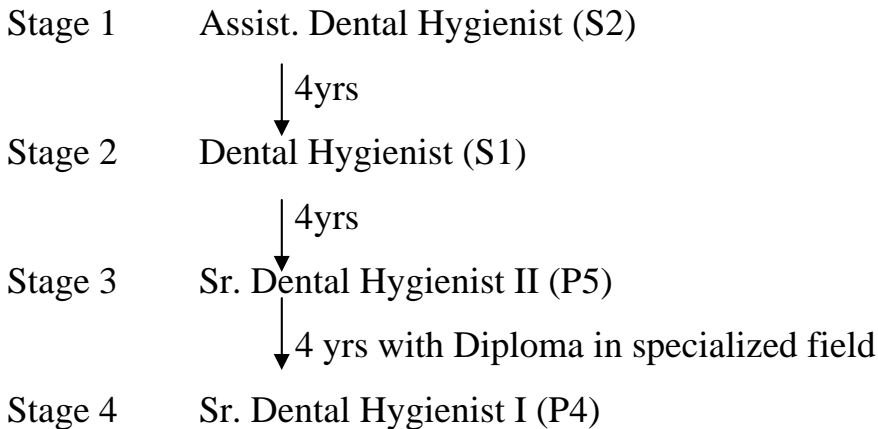 Stage 1 Assist. Dental Hygienist (S2)
4yrs
Stage 2 Dental Hygienist (S1)
4yrs
Stage 3 Sr. Dental Hygienist II (P5)
4 yrs with Diploma in specialized field
Stage 4 Sr. Dental Hygienist I (P4)